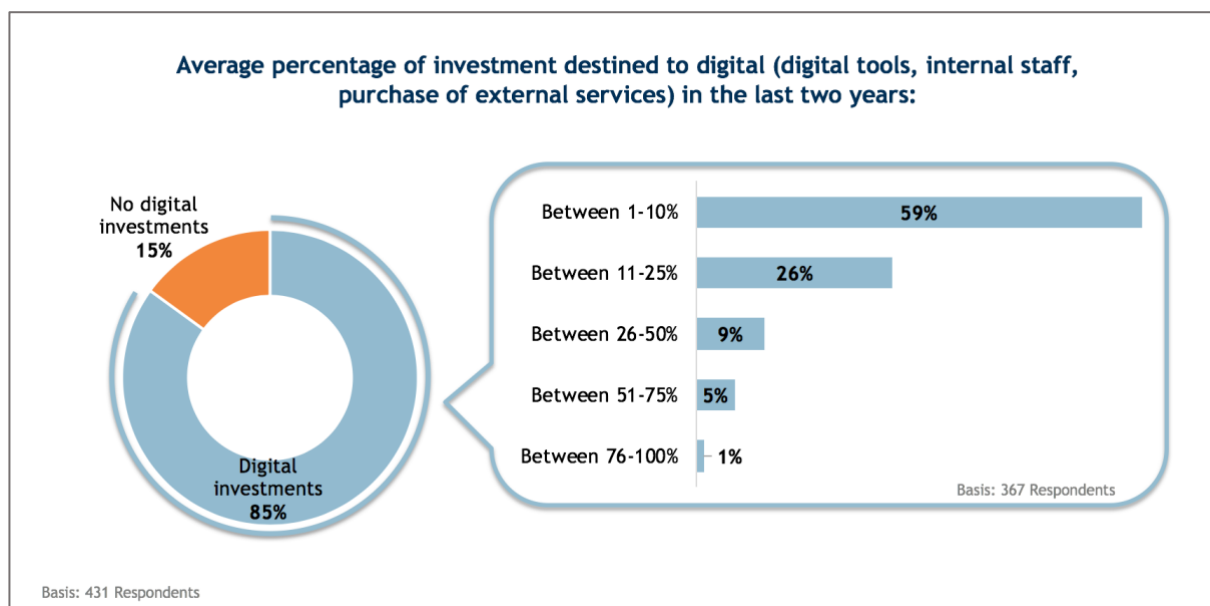 Average percentage of investment destined to digital (digital tools, internal staff,
purchase of external services) in the last two years:
No digital
investments
15%
Digital
investments
85%
Between 1-10% 59%
Between 11-25% 26%
Between 26-50% 9%
Between 51-75% 5%
Between 76-100% 1%
Basis: 367 Respondents
Basis: 431 Respondents